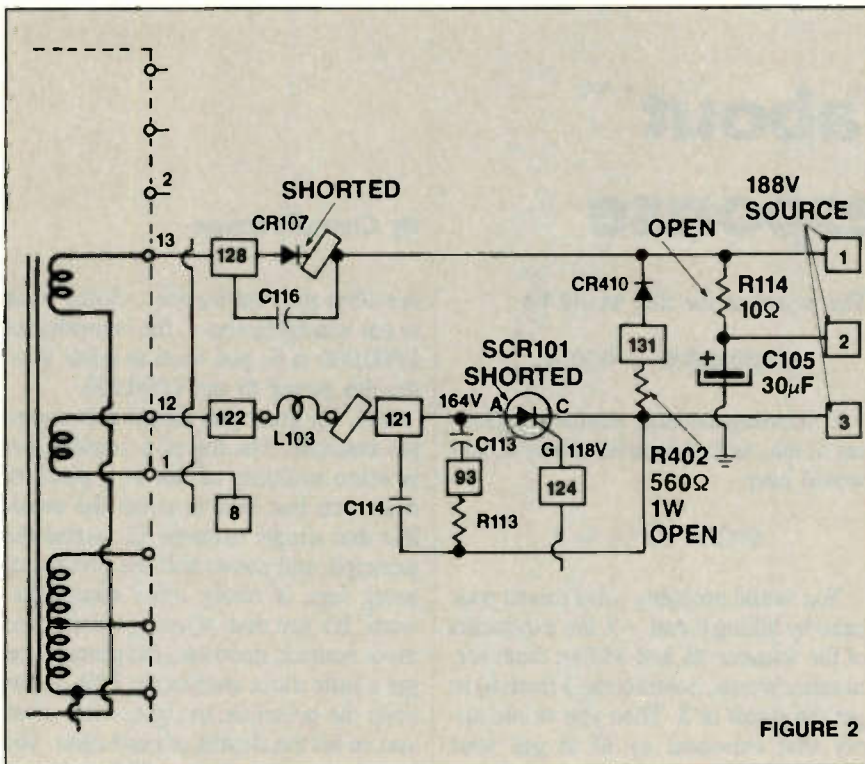 about
2
13
128
CR107
SHORTED
C116
188V
SOURCE
1
OPEN
R114
10Ω
CR410
131
2
C105
+
30μF
SCR101
SHORTED
12
122
L103
121
164V
A
C
3
C113
G
118V
1
8
93
124
R402
560Ω
1W
OPEN
C114
R113
FIGURE 2